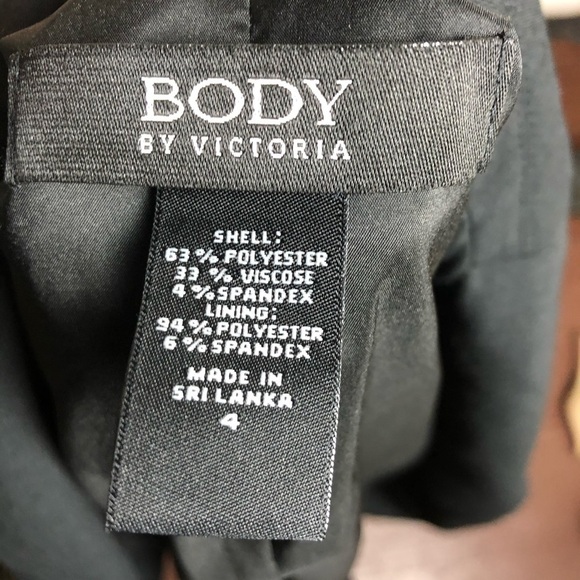 BODY
BY VICTORIA
SHELL:
63% POLYESTER
33 % VISCOSE
4 % SPANDEX
LINING:
94% POLYESTER
6 % SPANDEX
MADE IN
SRI LANKA
4